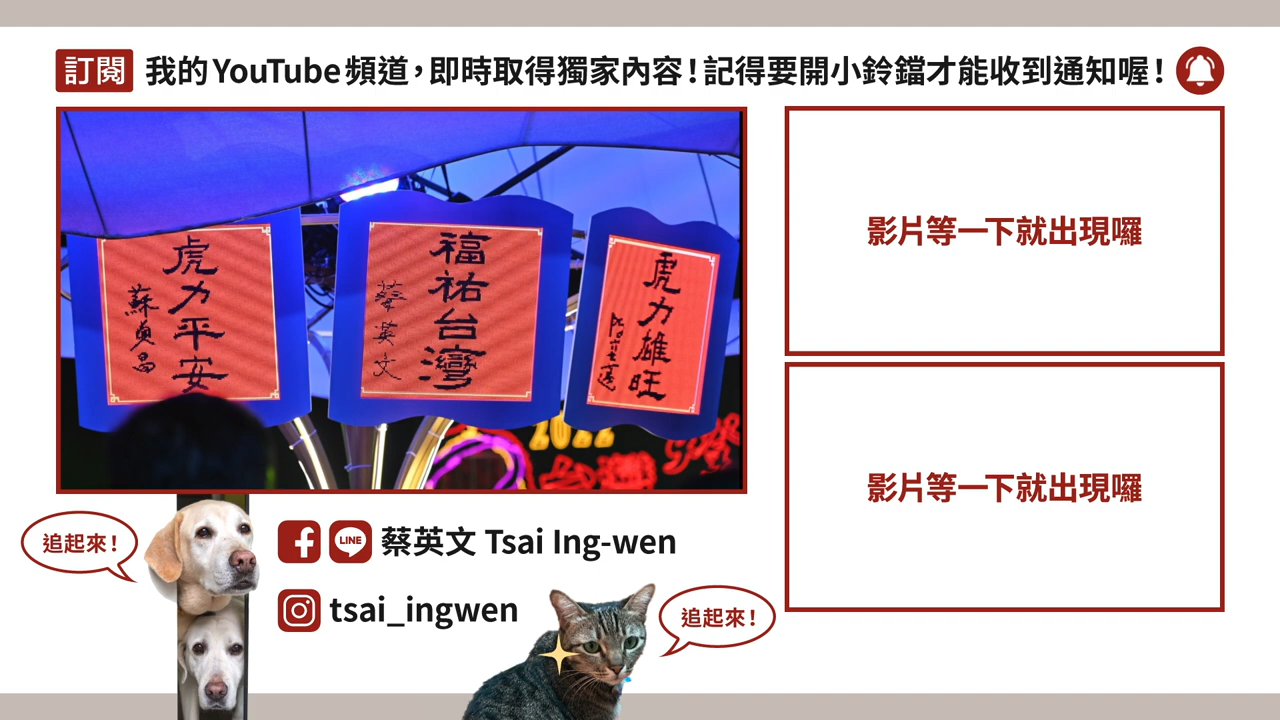 訂閱 我的YouTube頻道，即時取得獨家內容！記得要開小鈴鐺才能收到通知喔！
虎力平安
蘇貞昌
福祐台灣
蔡英文
虎力雄旺
2022
台灣
影片等一下就出現囉
影片等一下就出現囉
追起來！
LINE
蔡英文 Tsai Ing-wen
tsai_ingwen
追起來！